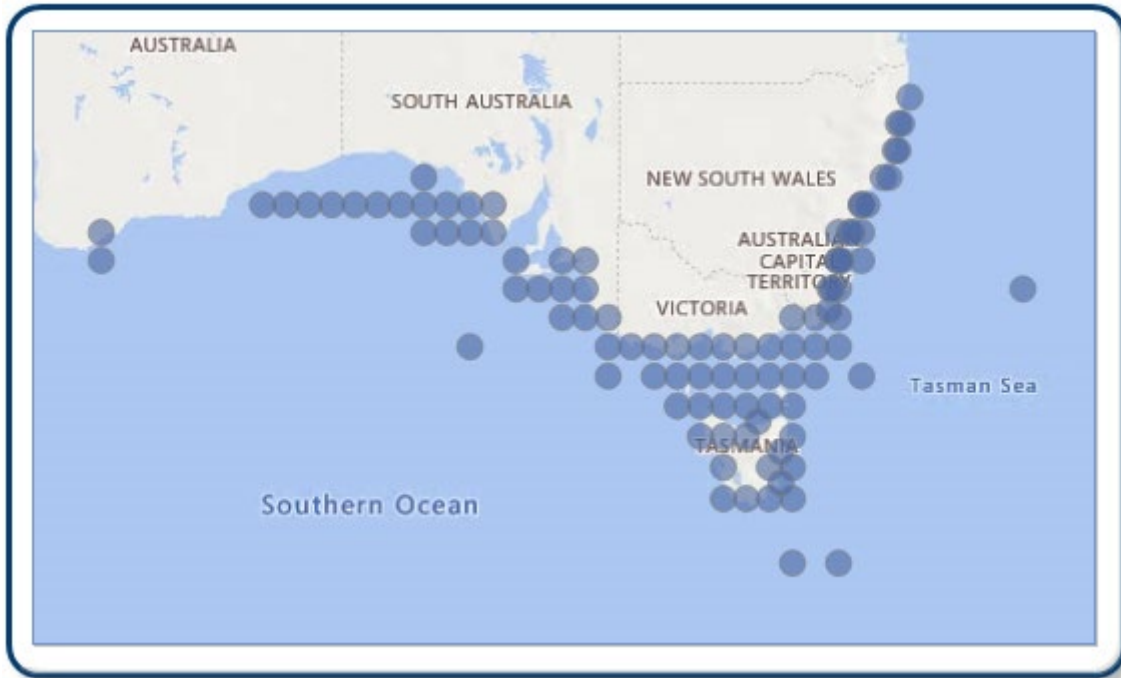 AUSTRALIA
SOUTH AUSTRALIA
NEW SOUTH WALES
AUSTRALIAN
CAPITAL
TERRITORY
VICTORIA
Tasman Sea
TASMANIA
Southern Ocean